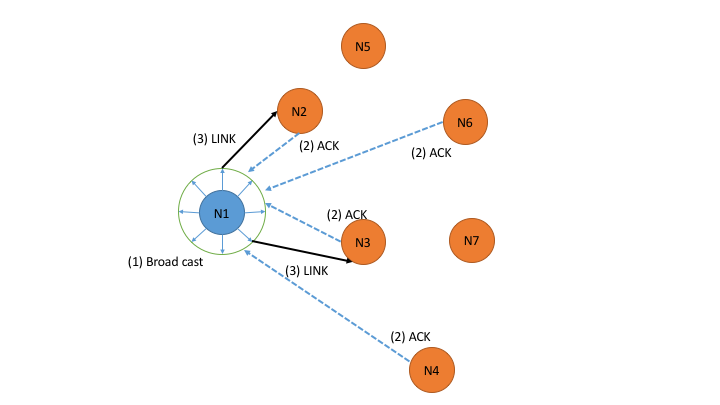 N5
N2
(3) LINK
N6
(2) ACK
(2) ACK
N1
(2) ACK
N3
N7
(1) Broad cast
(3) LINK
(2) ACK
N4